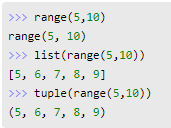 >>> range(5,10)
range(5, 10)
>>> list(range(5,10))
[5, 6, 7, 8, 9]
>>> tuple(range(5,10))
(5, 6, 7, 8, 9)